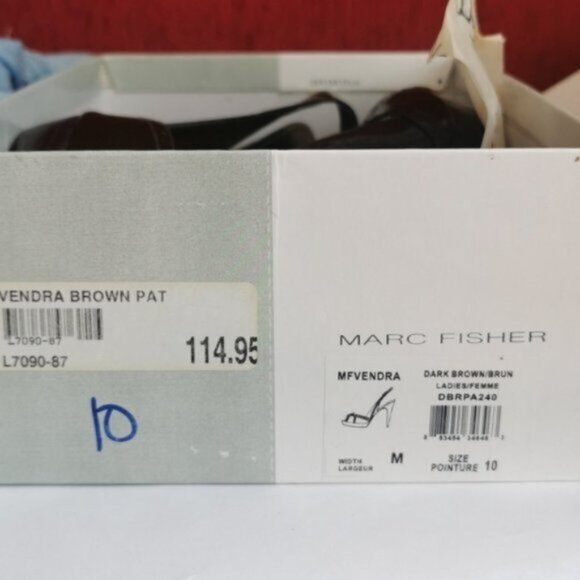 VENDRA BROWN PAT
L7090-87
L7090-87
114.95
10
MARC FISHER
MFVENDRA
DARK BROWN/BRUN
LADIES/FEMME
DBRPA240
WIDTH
LARGEUR
M
SIZE
POINTURE 10